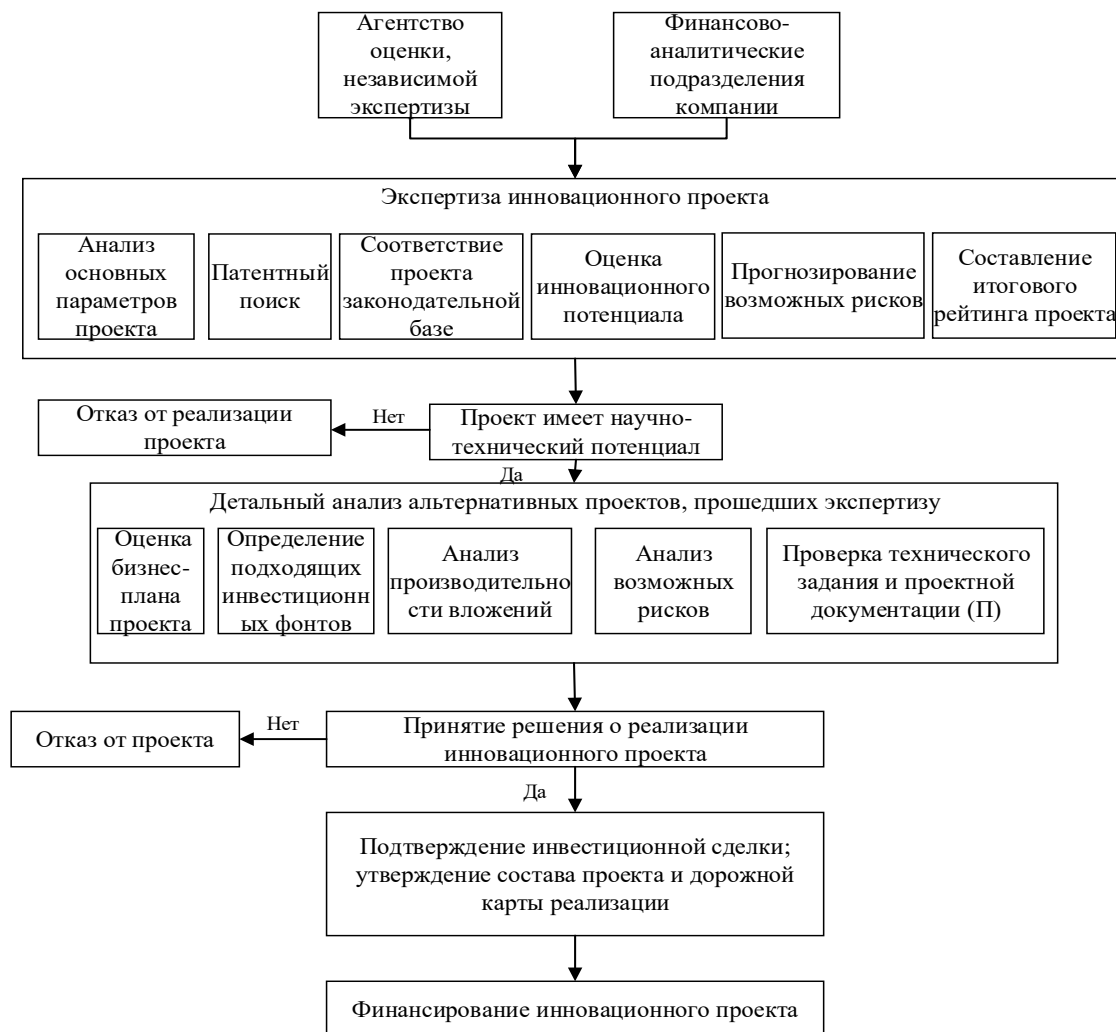 Агентство
оценки,
независимой
экспертизы
Финансово-
аналитические
подразделения
компании
Экспертиза инновационного проекта
Анализ
основных
параметров
проекта
Патентный
поиск
Соответствие
проекта
законодательной
базе
Оценка
инновационного
потенциала
Прогнозирование
возможных рисков
Составление
итогового
рейтинга проекта
Отказ от реализации
проекта
Нет
Проект имеет научно-
технический потенциал
Да
Детальный анализ альтернативных проектов, прошедших экспертизу
Оценка
бизнес-
плана
проекта
Определение
подходящих
инвестиционн
ых фонтов
Анализ
производительно
сти вложений
Анализ
возможных
рисков
Проверка технического
задания и проектной
документации (П)
Отказ от проекта
Нет
Принятие решения о реализации
инновационного проекта
Да
Подтверждение инвестиционной сделки;
утверждение состава проекта и дорожной
карты реализации
Финансирование инновационного проекта